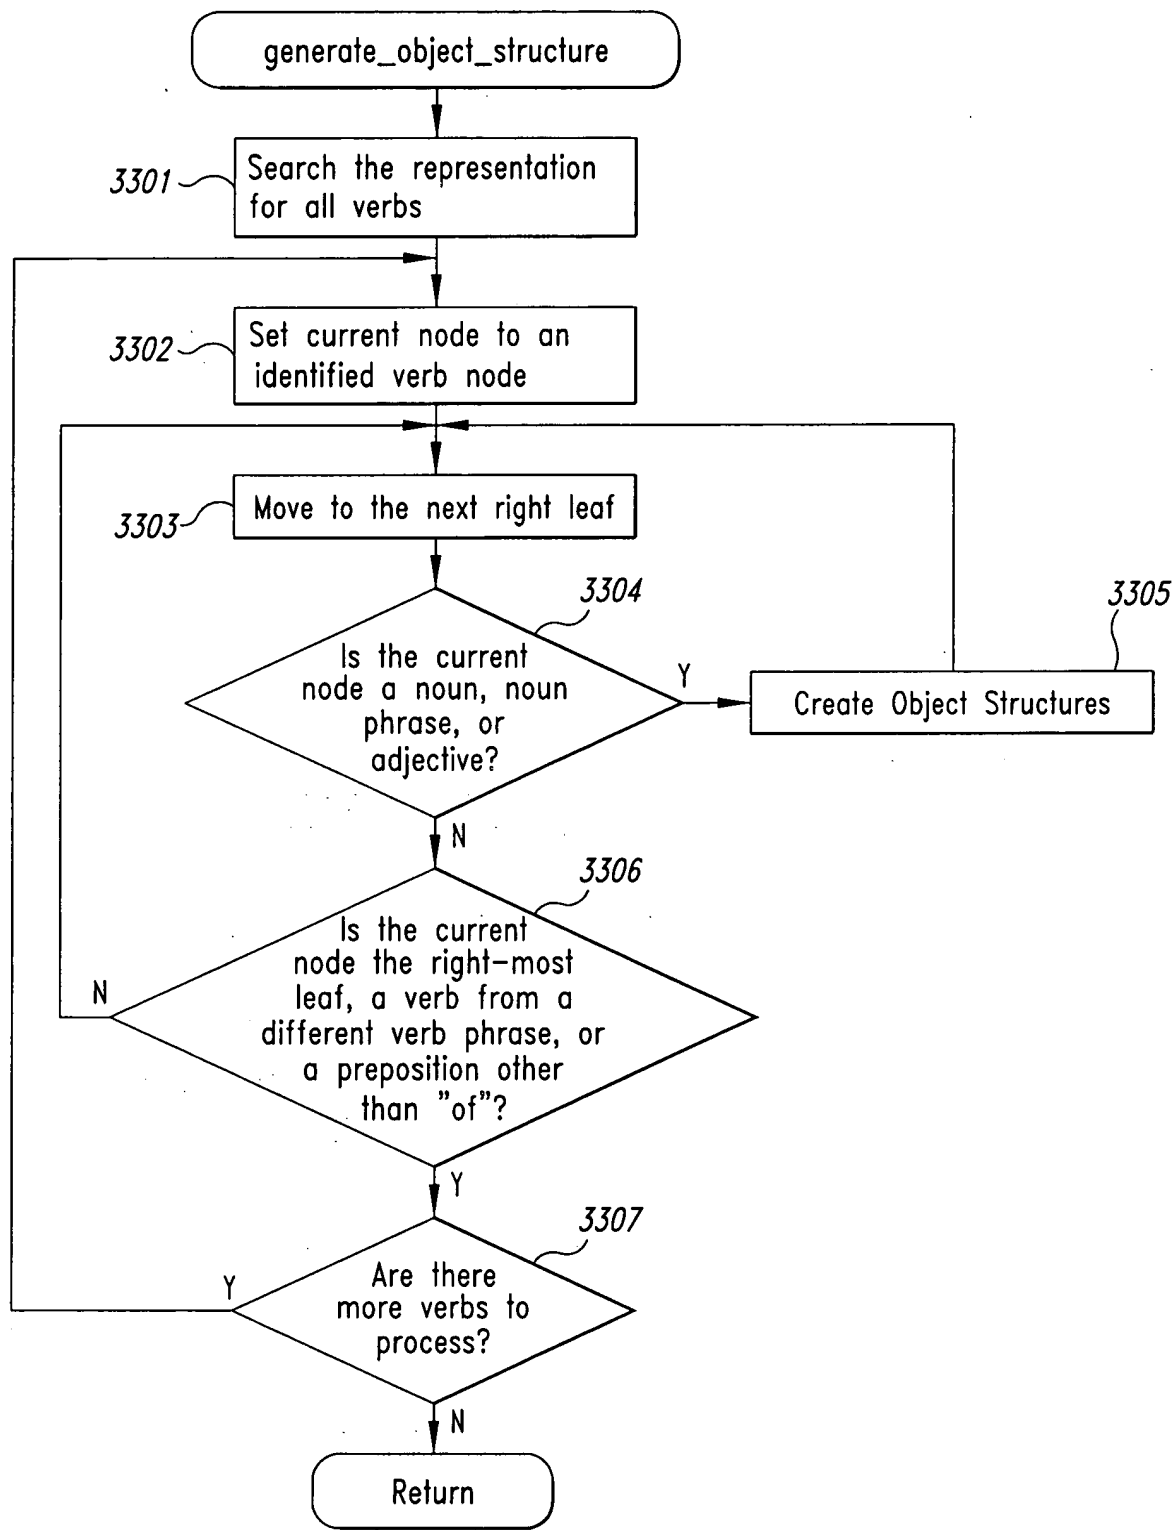 generate_object_structure
3301
Search the representation
for all verbs
3302
Set current node to an
identified verb node
3303
Move to the next right leaf
3304
Is the current
node a noun, noun
phrase, or
adjective?
Y
3305
Create Object Structures
N
3306
Is the current
node the right-most
leaf, a verb from a
different verb phrase, or
a preposition other
than "of"?
N
Y
3307
Are there
more verbs to
process?
Y
N
Return